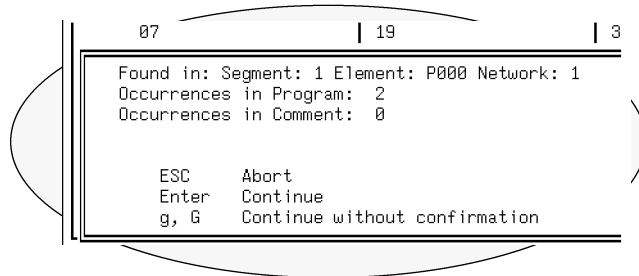 07 19 3
Found in: Segment: 1 Element: P000 Network: 1
Occurrences in Program: 2
Occurrences in Comment: 0
ESC Abort
Enter Continue
g, G Continue without confirmation